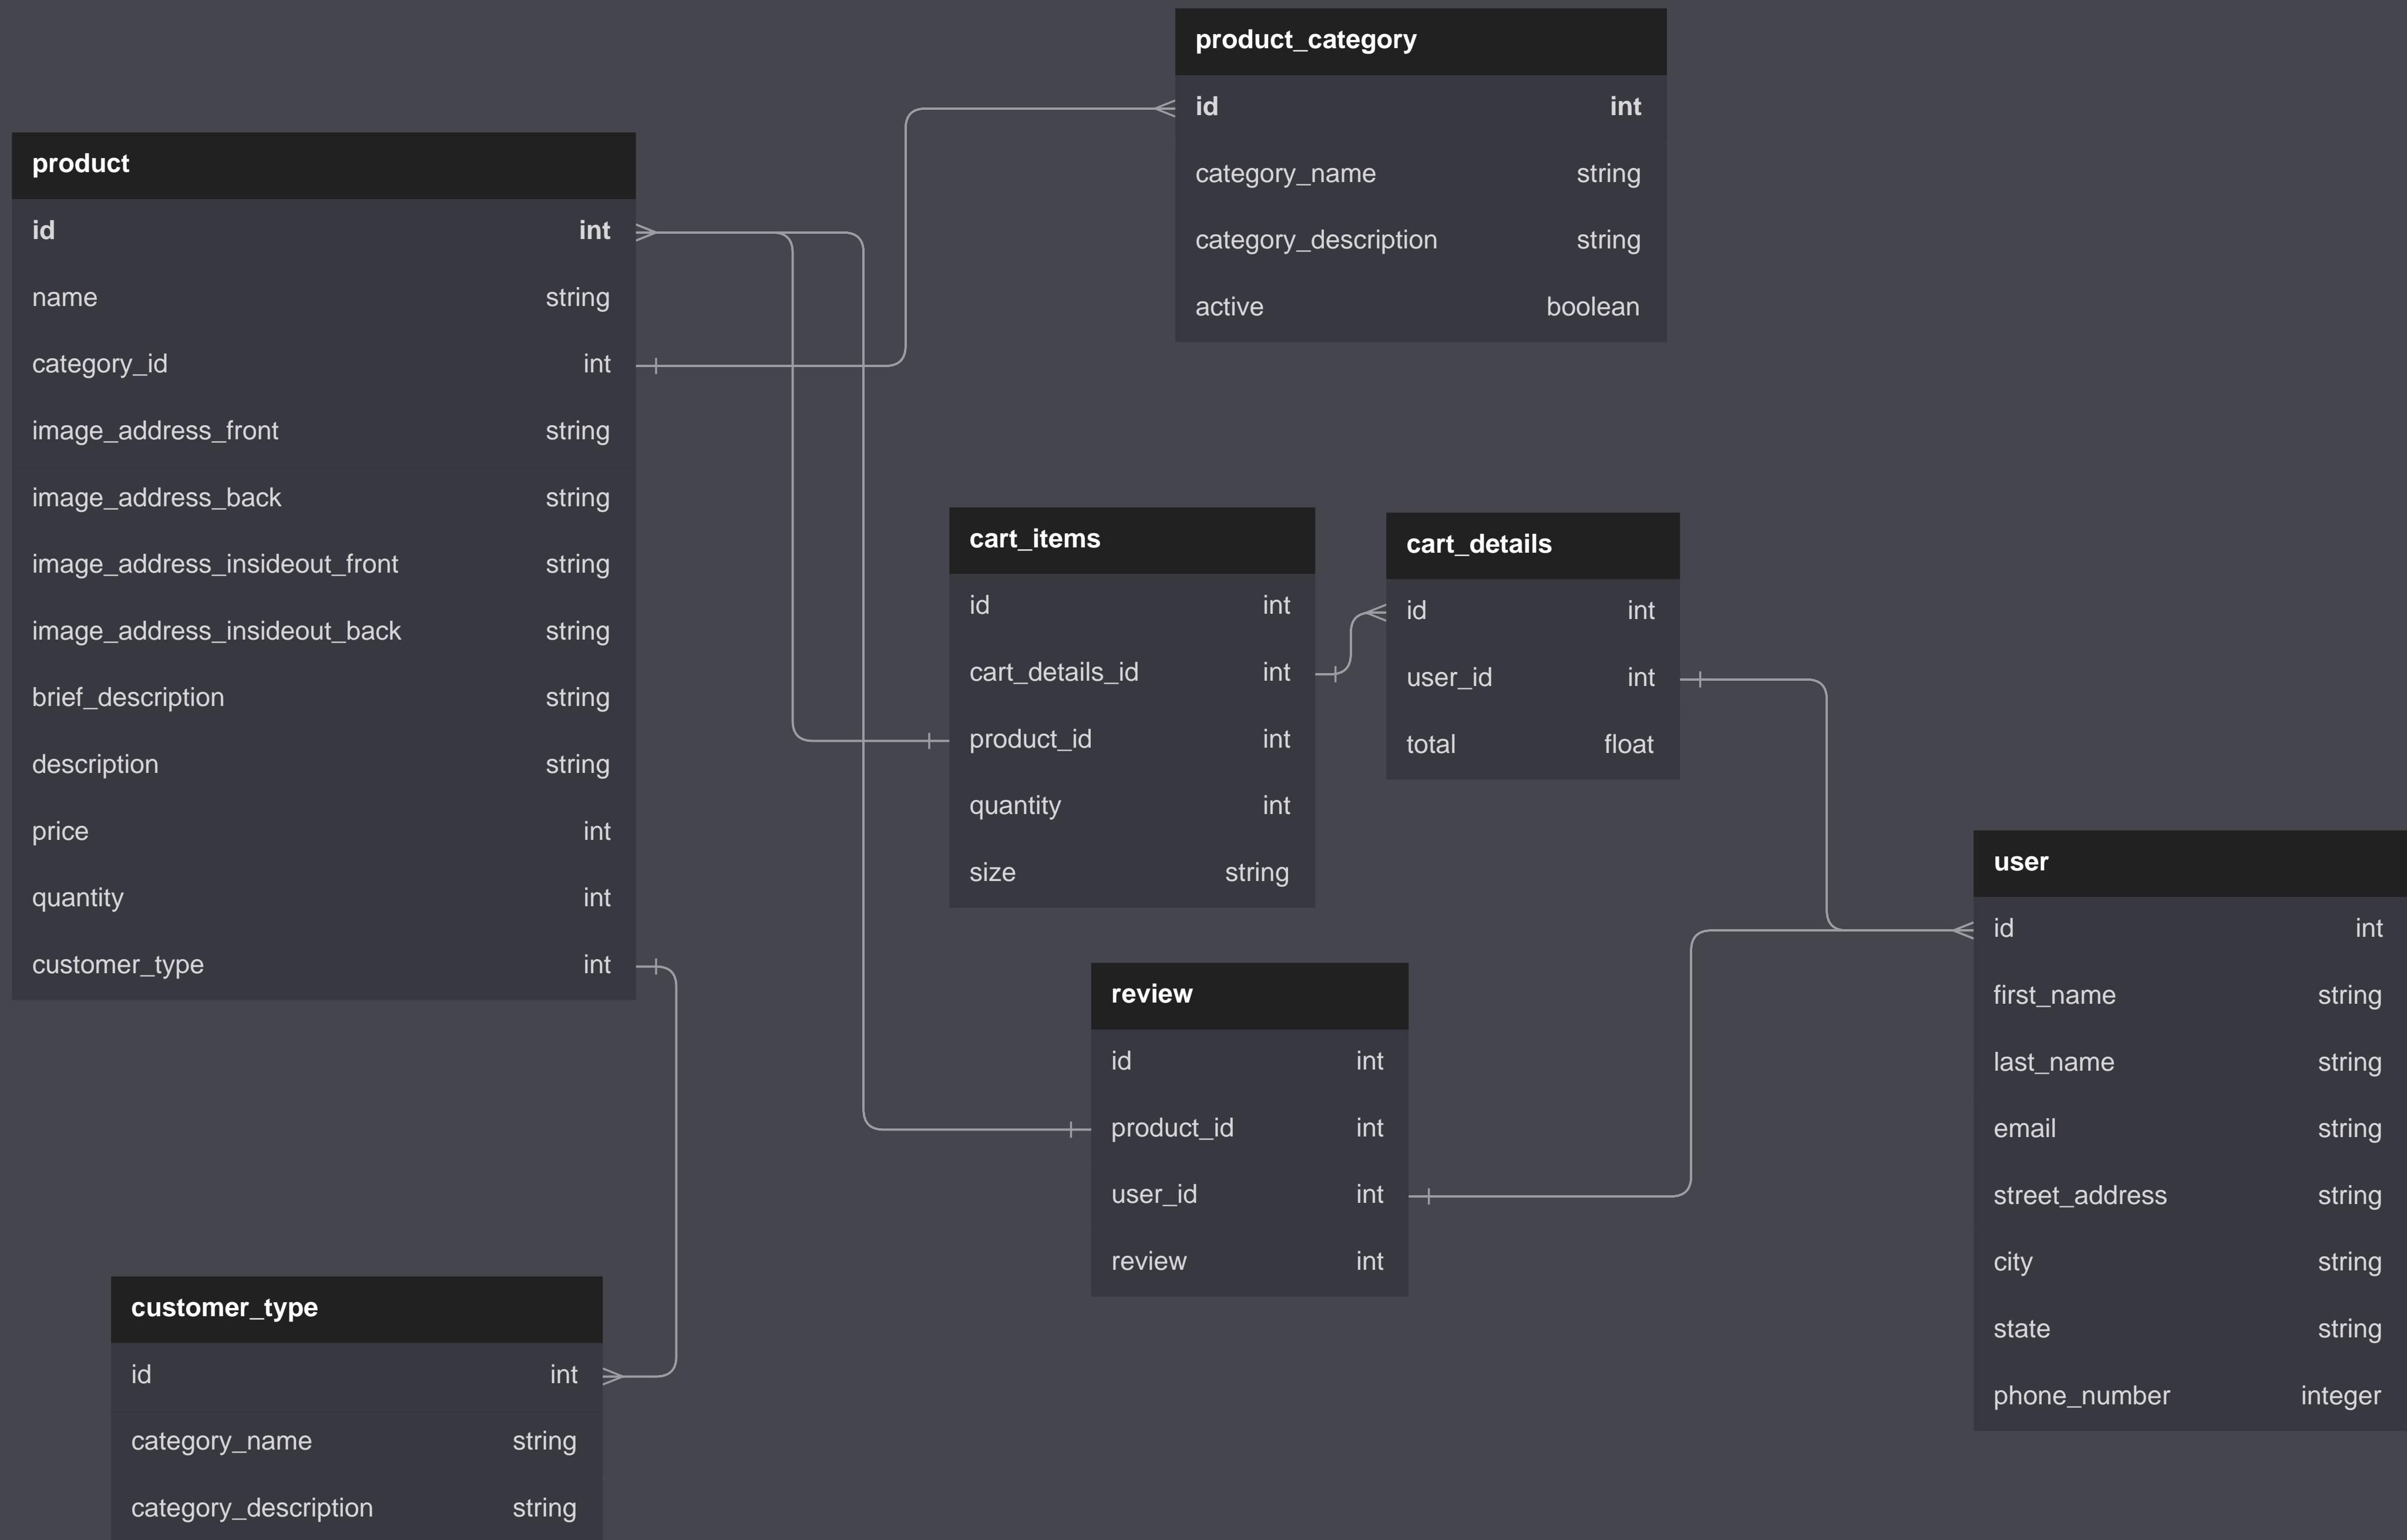 product_category
id int
category_name string
category_description string
active boolean
product
id int
name string
category_id int
image_address_front string
image_address_back string
image_address_insideout_front string
image_address_insideout_back string
brief_description string
description string
price int
quantity int
customer_type int
cart_items
id int
cart_details_id int
product_id int
quantity int
size string
cart_details
id int
user_id int
total float
user
id int
first_name string
last_name string
email string
street_address string
city string
state string
phone_number integer
review
id int
product_id int
user_id int
review int
customer_type
id int
category_name string
category_description string